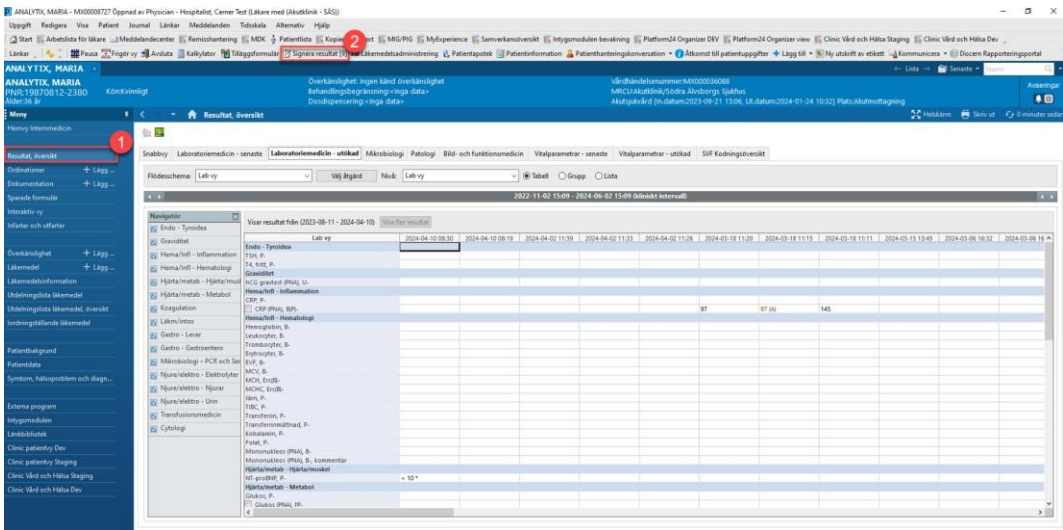 ANALYTIX, MARIA - MX00008727 Öppnad av Physician - Hospitalist, Cerner Test (Läkare med (Akutklinik - SÄS))
Uppgift Redigera Visa Patient Journal Länkar Meddelanden Tidsskala Alternativ Hjälp
Start Arbetslista för läkare Meddelandecenter Remisshantering MDK Patientlista MIG/PIG MyExperience Samverkansöversikt Intygsmodulen bevakning Platform24 Organizer DEV Platform24 Organizer view Clinic Vård och Hälsa Staging Clinic Vård och Hälsa Dev
Länkar Pausa Frigör vy Avsluta Kalkylator Tilläggsformulär Signera resultat Läkemedelsadministrering Patientapotek Patientinformation Patienthanteringskonversation Åtkomst till patientuppgifter Lägg till Ny utskrift av etikett Kommunicera Discern Rapporteringsportal
2
ANALYTIX, MARIA
Lista Senaste
ANALYTIX, MARIA
PNR:19870812-2380 Kön:Kvinnligt
Ålder:36 år
Överkänslighet: Ingen känd överkänslighet
Behandlingsbegränsning:<Inga data>
Dosdispensering:<Inga data>
Vårdhändelsenummer:MX000036088
MRCU:Akutklinik/Södra Älvsborgs Sjukhus
Akutsjukvård [In.datum:2023-09-21 13:06, Ut.datum:2024-01-24 10:32] Plats:Akutmottagning
Aviseringar
Meny
Resultat, översikt
Helskärm Skriv ut 0 minuter sedan
1
Hemvy Internmedicin
Resultat, översikt
Ordinationer + Lägg ...
Dokumentation + Lägg ...
Sparade formulär
Interaktiv vy
Infarter och utfarter
Överkänslighet + Lägg ...
Läkemedel + Lägg ...
Läkemedelsinformation
Utdelningslista läkemedel
Utdelningslista läkemedel, översikt
Iordningställande läkemedel
Patientbakgrund
Patientdata
Symtom, hälsoproblem och diagn...
Externa program
Intygsmodulen
Länkbibliotek
Clinic patientvy Dev
Clinic patientvy Staging
Clinic Vård och Hälsa Staging
Clinic Vård och Hälsa Dev
Snabbvy Laboratoriemedicin - senaste Laboratoriemedicin - utökad Mikrobiologi Patologi Bild- och funktionsmedicin Vitalparametrar - senaste Vitalparametrar - utökad SVF Kodningsöversikt
Flödesschema: Lab vy Välj åtgärd Nivå: Lab vy Tabell Grupp Lista
2022-11-02 15:09 - 2024-06-02 15:09 (kliniskt intervall)
Navigatör
Endo - Tyroidea
Graviditet
Hema/Infl - Inflammation
Hema/Infl - Hematologi
Hjärta/metab - Hjärta/musl
Hjärta/metab - Metabol
Koagulation
Läkm/intox
Gastro - Lever
Gastro - Gastroentero
Mikrobiologi - PCR och Ser
Njure/elektro - Elektrolyter
Njure/elektro - Njurar
Njure/elektro - Urin
Transfusionsmedicin
Cytologi
Visar resultat från (2023-08-11 - 2024-04-10) Visa fler resultat
Lab vy 2024-04-10 08:30 2024-04-10 08:19 2024-04-02 11:39 2024-04-02 11:33 2024-04-02 11:26 2024-03-18 11:20 2024-03-18 11:15 2024-03-18 11:11 2024-03-15 13:45 2024-03-06 16:32 2024-03-06 16
Endo - Tyroidea
TSH, P-
T4, fritt, P-
Graviditet
hCG gravtest (PNA), U-
Hema/Infl - Inflammation
CRP, P-
CRP (PNA), B(P)- 97 97 (A) 145
Hema/Infl - Hematologi
Hemoglobin, B-
Leukocyter, B-
Trombocyter, B-
Erytrocyter, B-
EVF, B-
MCV, B-
MCH, Erc(B)-
MCHC, Erc(B)-
Järn, P-
TIBC, P-
Transferrin, P-
Transferrinmättnad, P-
Kobalamin, P-
Folat, P-
Mononukleos (PNA), B-
Mononukleos (PNA), B-, kommentar
Hjärta/metab - Hjärta/muskel
NT-proBNP, P- < 10 *
Hjärta/metab - Metabol
Glukos, P-
Glukos (PNA), fP-